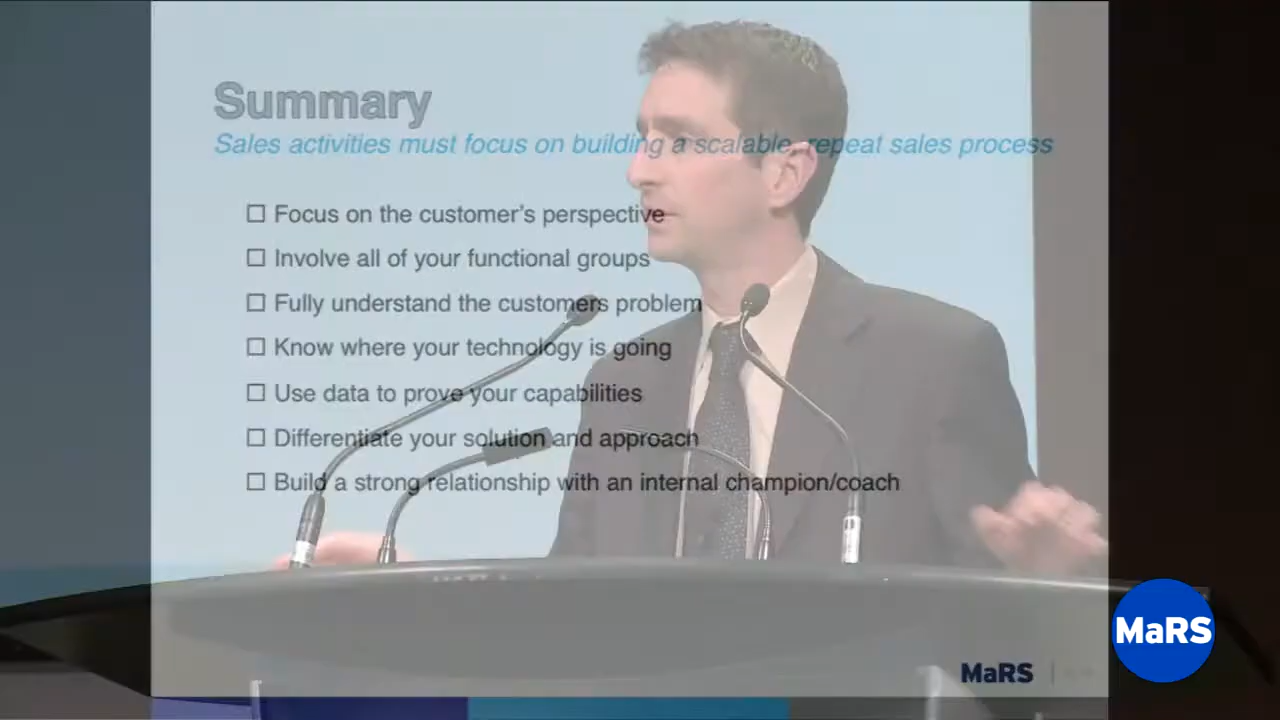 Summary
Sales activities must focus on building a scalable, repeat sales process
☐ Focus on the customer's perspective
☐ Involve all of your functional groups
☐ Fully understand the customers problem
☐ Know where your technology is going
☐ Use data to prove your capabilities
☐ Differentiate your solution and approach
☐ Build a strong relationship with an internal champion/coach
MaRS
MaRS